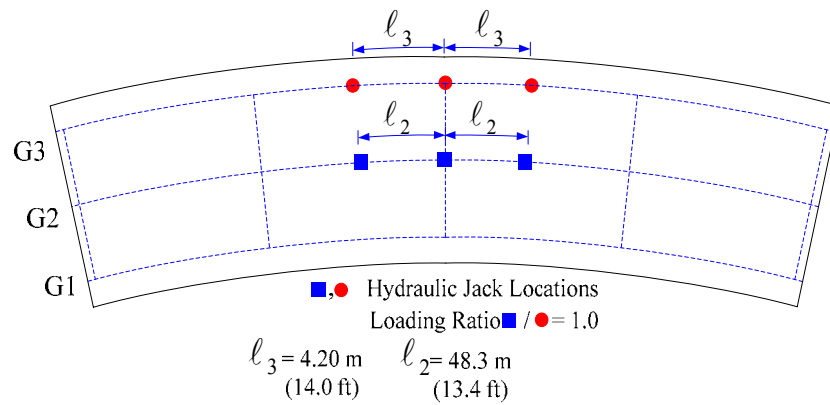 ℓ3 ℓ3
ℓ2 ℓ2
G3
G2
G1
■,● Hydraulic Jack Locations
Loading Ratio ■ / ● = 1.0
ℓ3 = 4.20 m ℓ2 = 48.3 m
(14.0 ft) (13.4 ft)